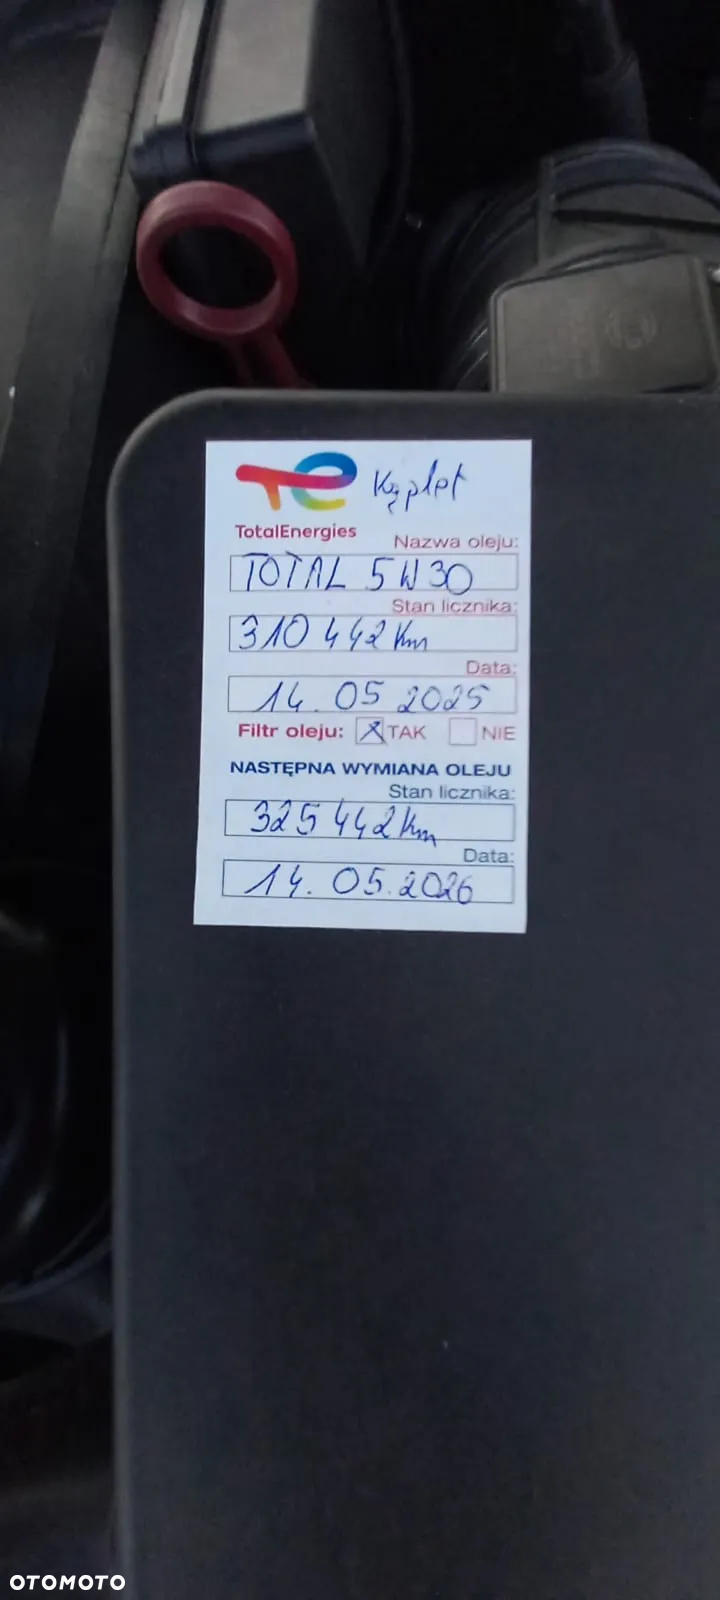 Kąplet
TotalEnergies
Nazwa oleju:
TOTAL 5W30
Stan licznika:
310 442 Km
Data:
14.05 2025
Filtr oleju: TAK NIE
NASTĘPNA WYMIANA OLEJU
Stan licznika:
325 442 Km
Data:
14.05.2026
OTOMOTO